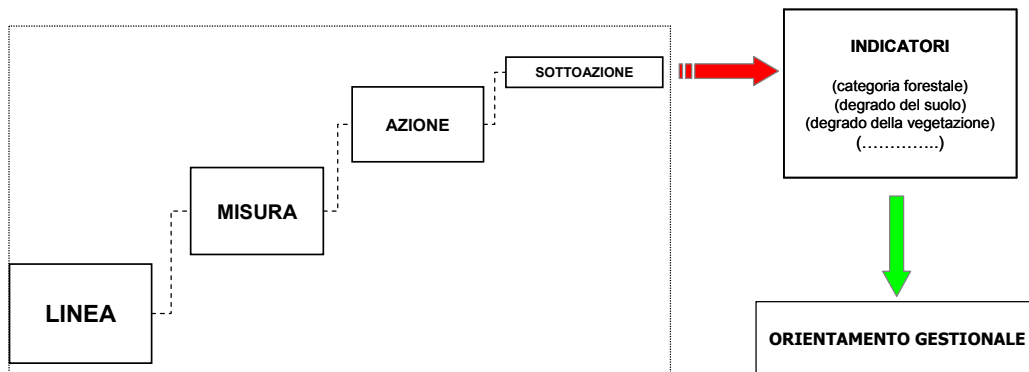 LINEA
MISURA
AZIONE
SOTTOAZIONE
INDICATORI
(categoria forestale)
(degrado del suolo)
(degrado della vegetazione)
(…………..)
ORIENTAMENTO GESTIONALE